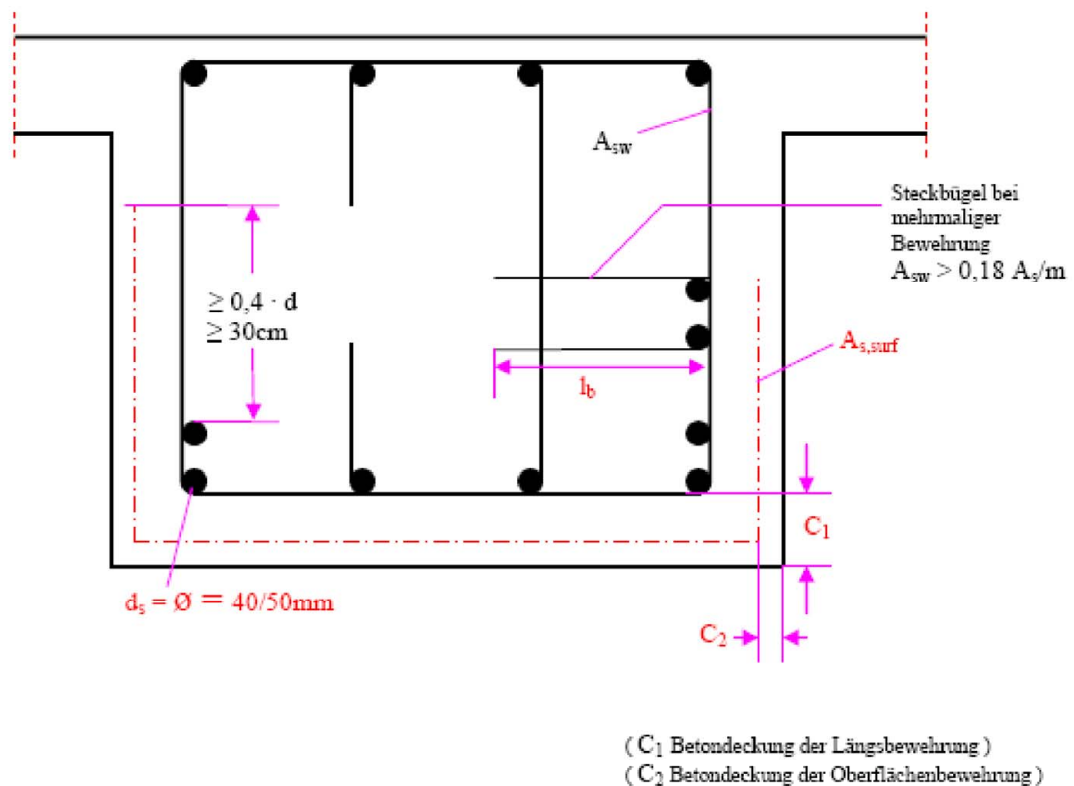 A_sw
Steckbügel bei
mehrmaliger
Bewehrung
A_sw > 0,18 A_s/m
≥ 0,4 · d
≥ 30cm
A_s,surf
l_b
C_1
d_s = Ø = 40/50mm
C_2
( C_1 Betondeckung der Längsbewehrung )
( C_2 Betondeckung der Oberflächenbewehrung )